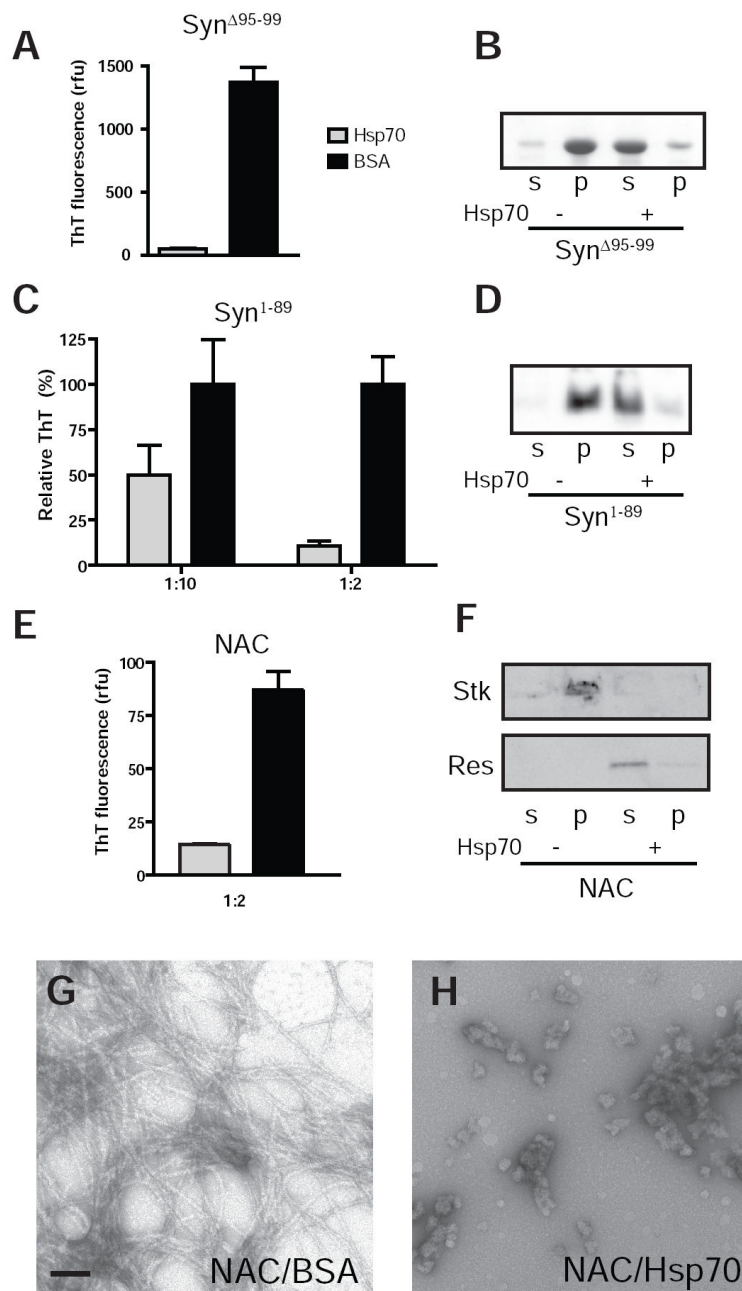 A
Syn^Δ95-99
ThT fluorescence (rfu)
1500
1000
500
0
Hsp70
BSA
B
s p s p
Hsp70 - +
Syn^Δ95-99
C
Syn^1-89
Relative ThT (%)
125
100
75
50
25
0
1:10 1:2
D
s p s p
Hsp70 - +
Syn^1-89
E
NAC
ThT fluorescence (rfu)
100
75
50
25
0
1:2
F
Stk
Res
s p s p
Hsp70 - +
NAC
G
NAC/BSA
H
NAC/Hsp70